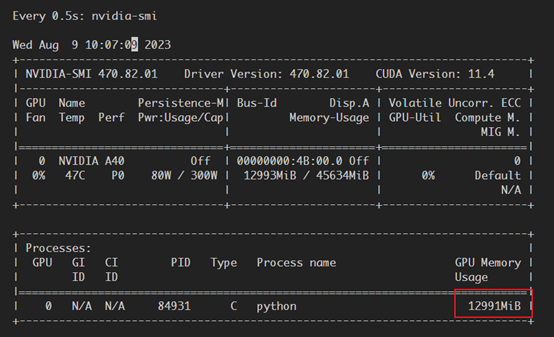 Every 0.5s: nvidia-smi
Wed Aug  9 10:07:09 2023
+-----------------------------------------------------------------------------+
| NVIDIA-SMI 470.82.01    Driver Version: 470.82.01    CUDA Version: 11.4     |
|-------------------------------+----------------------+----------------------+
| GPU  Name        Persistence-M| Bus-Id        Disp.A | Volatile Uncorr. ECC |
| Fan  Temp  Perf  Pwr:Usage/Cap|         Memory-Usage | GPU-Util  Compute M. |
|                               |                      |               MIG M. |
|===============================+======================+======================|
|   0  NVIDIA A40          Off  | 00000000:4B:00.0 Off |                    0 |
|  0%   47C    P0    80W / 300W |  12993MiB / 45634MiB |      0%      Default |
|                               |                      |                  N/A |
+-------------------------------+----------------------+----------------------+
+-----------------------------------------------------------------------------+
| Processes:                                                                  |
|  GPU   GI   CI        PID   Type   Process name                  GPU Memory |
|        ID   ID                                                   Usage      |
|=============================================================================|
|    0   N/A  N/A     84931      C   python                          12991MiB |
+-----------------------------------------------------------------------------+